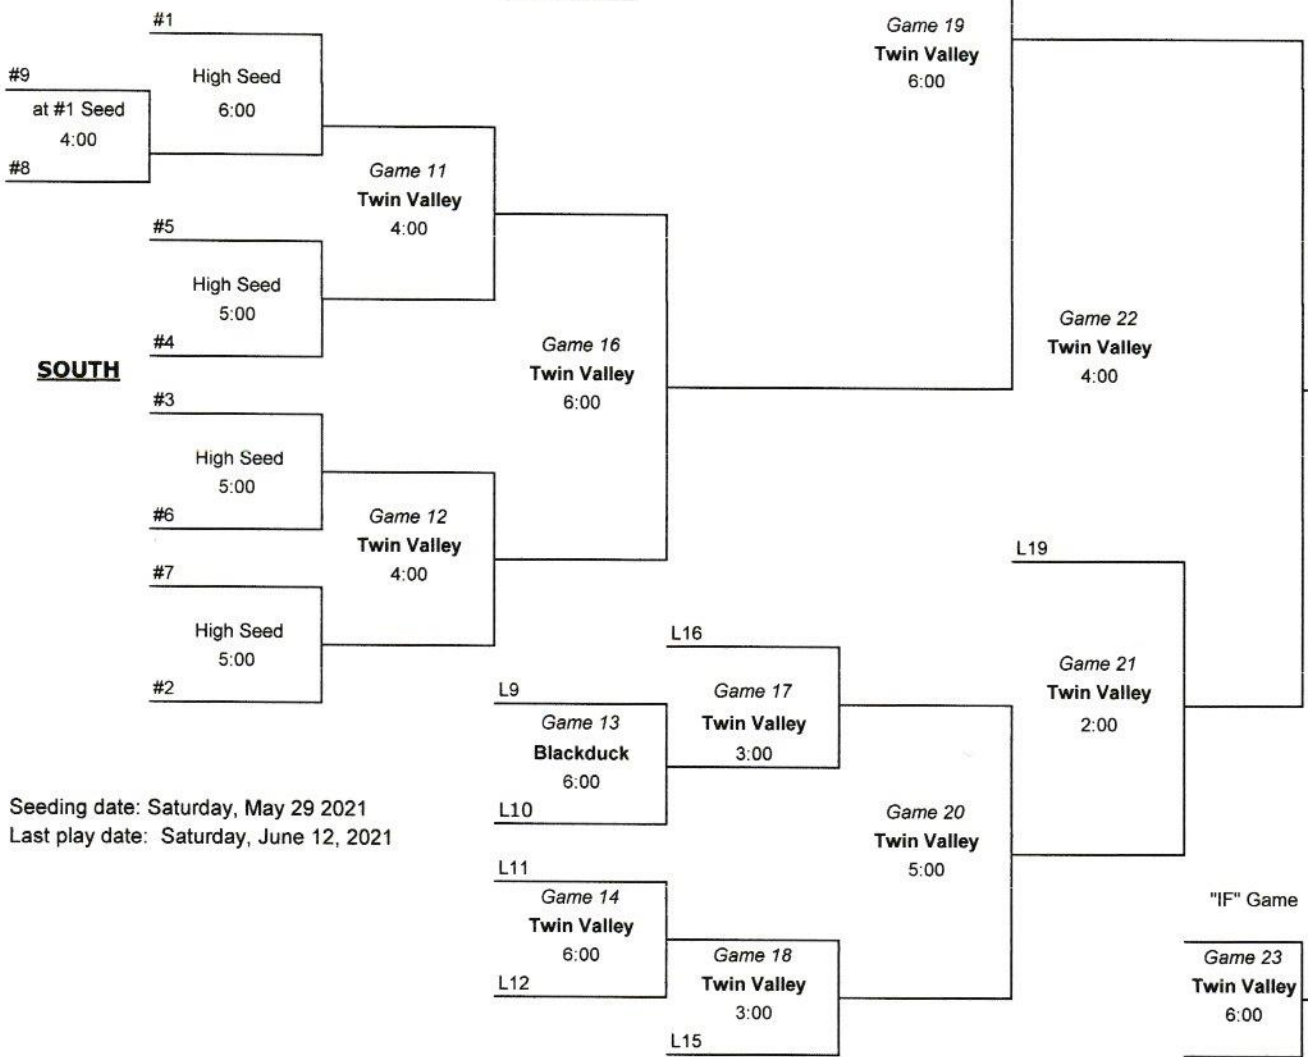 #1
Game 19
Twin Valley
6:00
High Seed
6:00
#9
at #1 Seed
4:00
#8
Game 11
Twin Valley
4:00
#5
High Seed
5:00
#4
SOUTH
Game 16
Twin Valley
6:00
Game 22
Twin Valley
4:00
#3
High Seed
5:00
#6
Game 12
Twin Valley
4:00
#7
High Seed
5:00
#2
L19
L16
Game 21
Twin Valley
2:00
L9
Game 13
Blackduck
6:00
L10
Game 17
Twin Valley
3:00
Seeding date: Saturday, May 29 2021
Last play date: Saturday, June 12, 2021
Game 20
Twin Valley
5:00
L11
Game 14
Twin Valley
6:00
L12
Game 18
Twin Valley
3:00
L15
"IF" Game
Game 23
Twin Valley
6:00